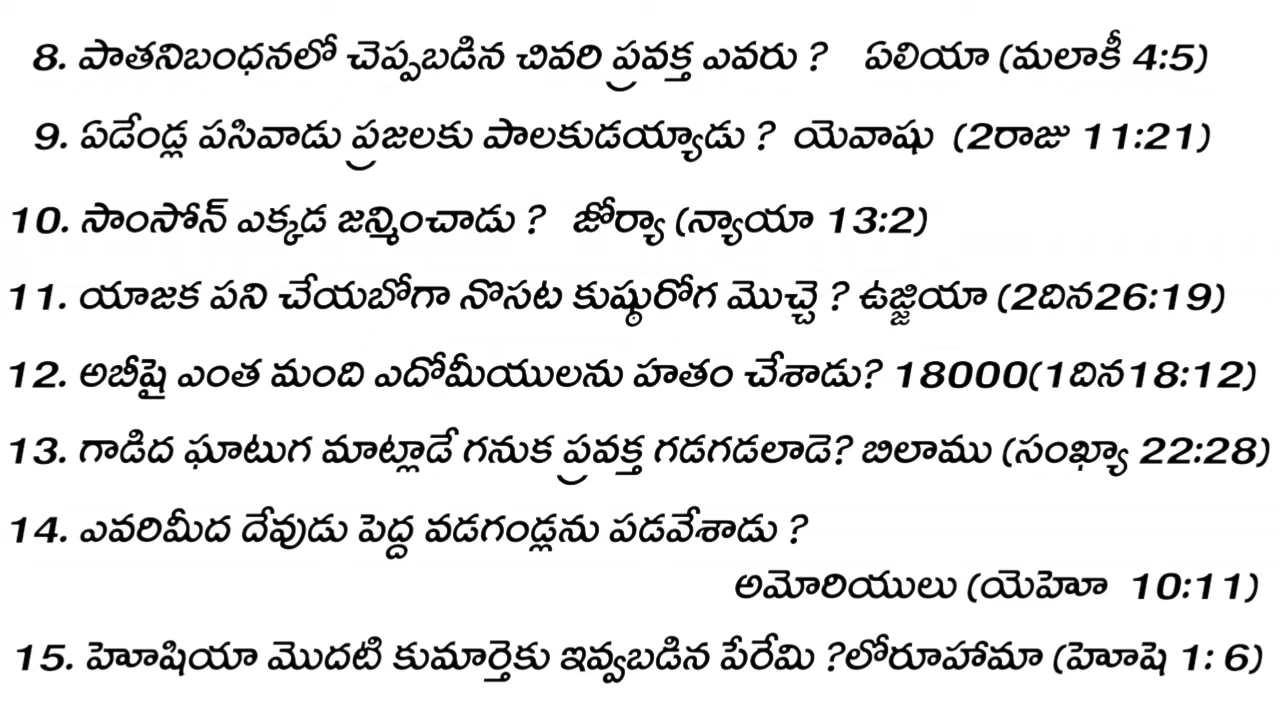 8. పాతనిబంధనలో చెప్పబడిన చివరి ప్రవక్త ఎవరు ? ఏలియా (మలాకీ 4:5)
9. ఏడేండ్ల పసివాడు ప్రజలకు పాలకుడయ్యాడు ? యెవాషు (2రాజు 11:21)
10. సాంసోన్ ఎక్కడ జన్మించాడు ? జోర్యా (న్యాయా 13:2)
11. యాజక పని చేయబోగా నొసట కుష్ఠురోగ మొచ్చె ? ఉజ్జియా (2దిన26:19)
12. అబీషై ఎంత మంది ఎదోమీయులను హతం చేశాడు? 18000(1దిన18:12)
13. గాడిద ఘాటుగ మాట్లాడే గనుక ప్రవక్త గడగడలాడె? బిలాము (సంఖ్యా 22:28)
14. ఎవరిమీద దేవుడు పెద్ద వడగండ్లను పడవేశాడు ?
అమోరియులు (యెహెూ 10:11)
15. హెూషియా మొదటి కుమార్తెకు ఇవ్వబడిన పేరేమి ?లోరూహామా (హెూషె 1: 6)